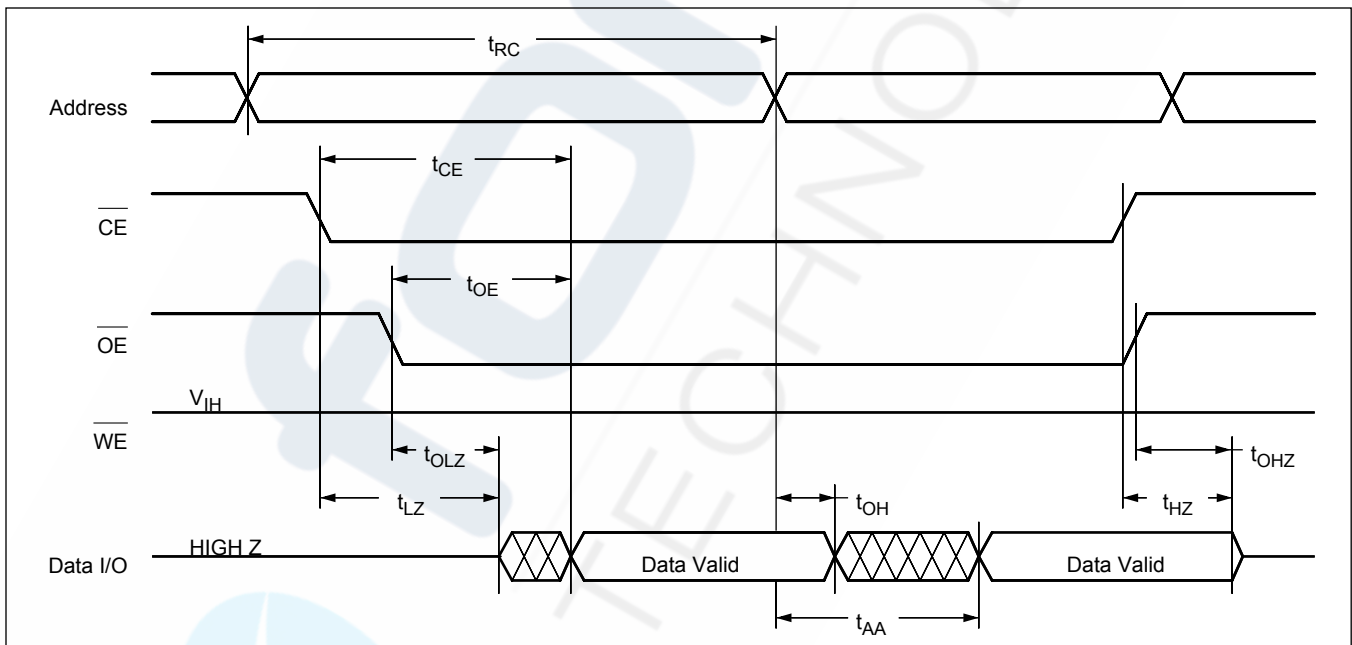 tRC
Address
tCE
CE
tOE
OE
VIH
WE
tOLZ
tOHZ
tLZ
tOH
tHZ
HIGH Z
Data I/O
Data Valid
Data Valid
tAA
TECHNO